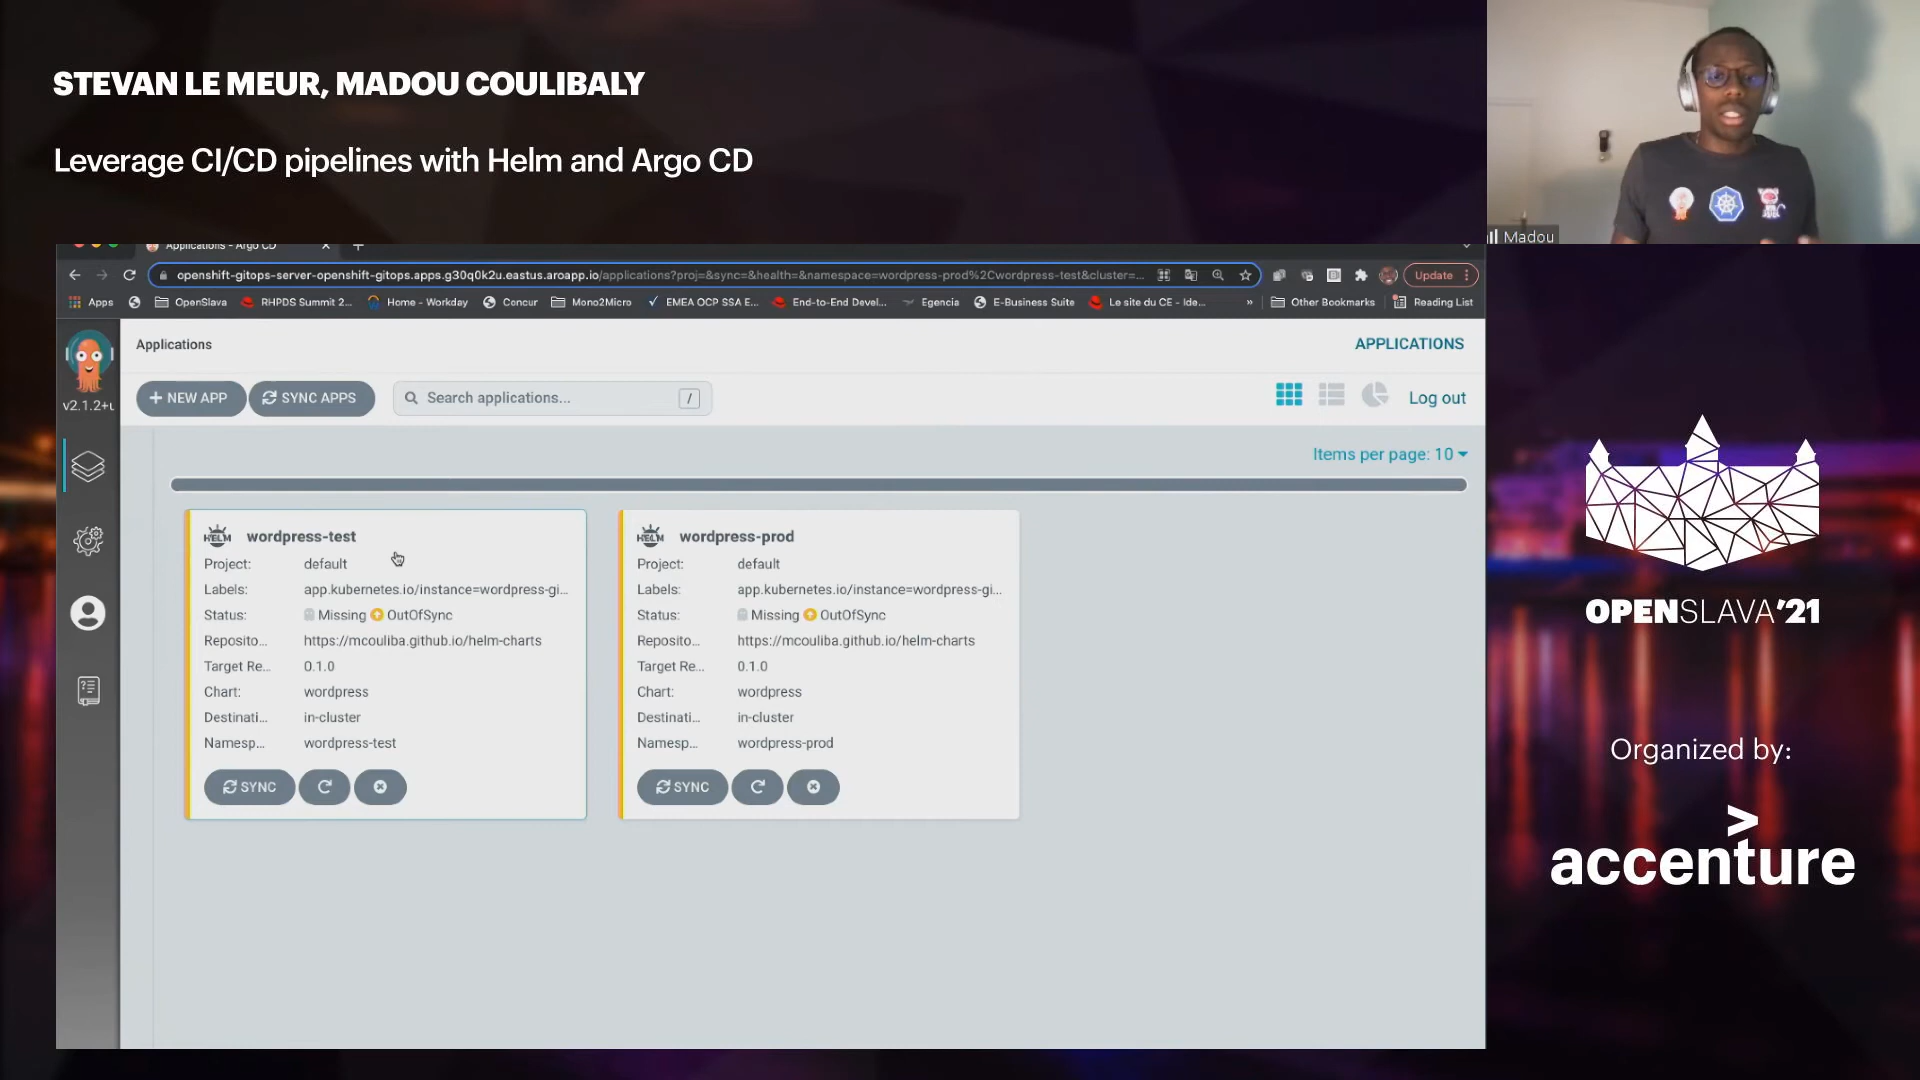 STEVAN LE MEUR, MADOU COULIBALY
Leverage CI/CD pipelines with Helm and Argo CD
Madou
Applications - Argo CD
openshift-gitops-server-openshift-gitops.apps.g30q0k2u.eastus.aroapp.io/applications?proj=&sync=&health=&namespace=wordpress-prod%2Cwordpress-test&cluster=...
Update
Apps OpenSlava RHPDS Summit 2... Home - Workday Concur Mono2Micro EMEA OCP SSA E... End-to-End Devel... Egencia E-Business Suite Le site du CE - Ide... » Other Bookmarks Reading List
v2.1.2+u
Applications
APPLICATIONS
+ NEW APP
SYNC APPS
Search applications...
/
Log out
Items per page: 10
HELM wordpress-test
Project: default
Labels: app.kubernetes.io/instance=wordpress-gi...
Status: Missing OutOfSync
Reposito... https://mcouliba.github.io/helm-charts
Target Re... 0.1.0
Chart: wordpress
Destinati... in-cluster
Namesp... wordpress-test
SYNC
HELM wordpress-prod
Project: default
Labels: app.kubernetes.io/instance=wordpress-gi...
Status: Missing OutOfSync
Reposito... https://mcouliba.github.io/helm-charts
Target Re... 0.1.0
Chart: wordpress
Destinati... in-cluster
Namesp... wordpress-prod
SYNC
OPENSLAVA'21
Organized by:
accenture